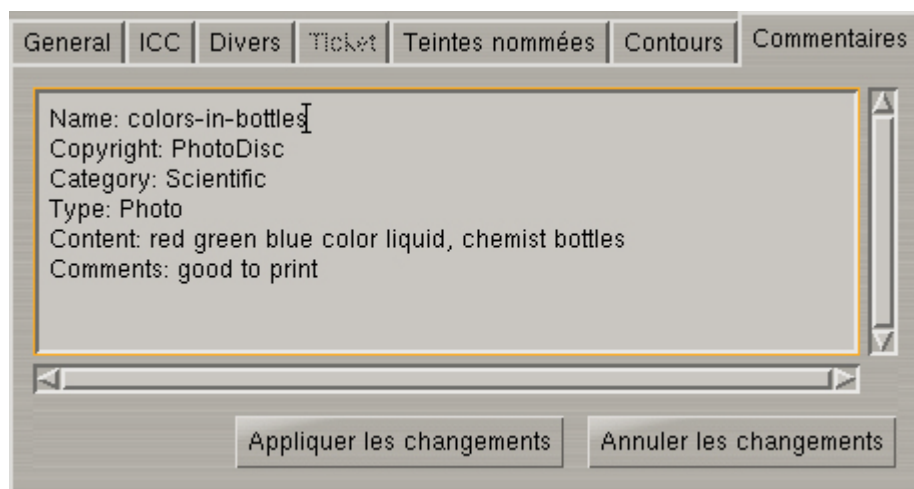 General ICC Divers Ticket Teintes nommées Contours Commentaires
Name: colors-in-bottles
Copyright: PhotoDisc
Category: Scientific
Type: Photo
Content: red green blue color liquid, chemist bottles
Comments: good to print
Appliquer les changements Annuler les changements